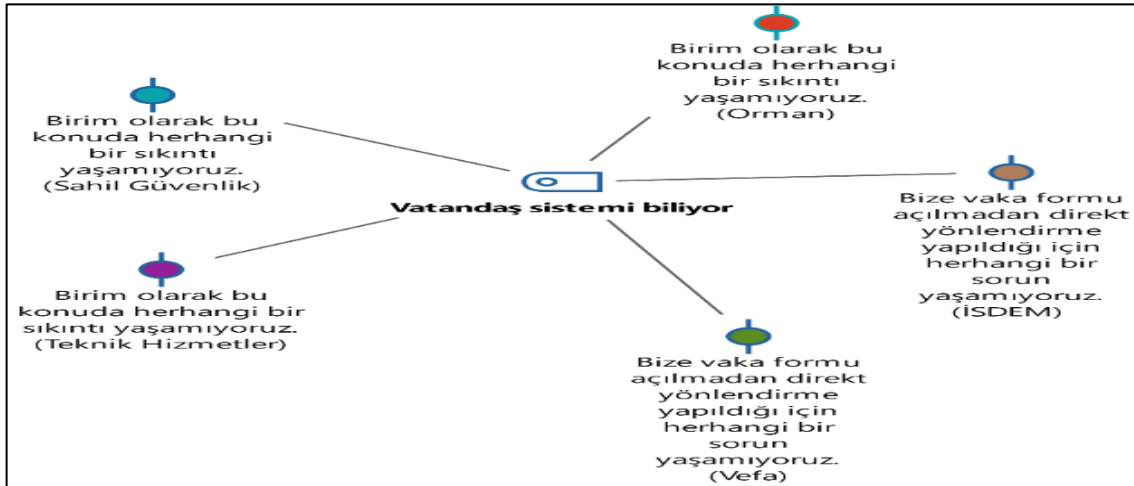 Birim olarak bu
konuda herhangi
bir sıkıntı
yaşamıyoruz.
(Orman)
Birim olarak bu
konuda herhangi
bir sıkıntı
yaşamıyoruz.
(Sahil Güvenlik)
Vatandaş sistemi biliyor
Bize vaka formu
açılmadan direkt
yönlendirme
yapıldığı için
herhangi bir
sorun
yaşamıyoruz.
(İSDEM)
Birim olarak bu
konuda herhangi bir
sıkıntı yaşamıyoruz.
(Teknik Hizmetler)
Bize vaka formu
açılmadan direkt
yönlendirme
yapıldığı için
herhangi bir
sorun
yaşamıyoruz.
(Vefa)